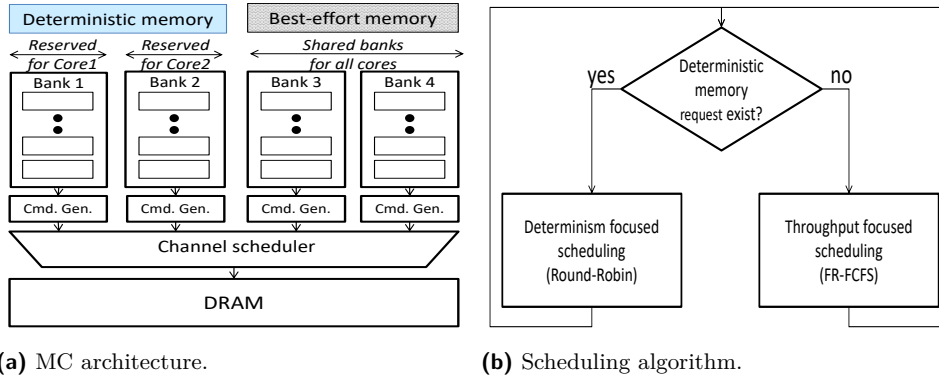 Deterministic memory
Best-effort memory
Reserved
for Core1
Reserved
for Core2
Shared banks
for all cores
Bank 1
Bank 2
Bank 3
Bank 4
Cmd. Gen.
Cmd. Gen.
Cmd. Gen.
Cmd. Gen.
Channel scheduler
DRAM
(a) MC architecture.
Deterministic
memory
request exist?
yes
no
Determinism focused
scheduling
(Round-Robin)
Throughput focused
scheduling
(FR-FCFS)
(b) Scheduling algorithm.